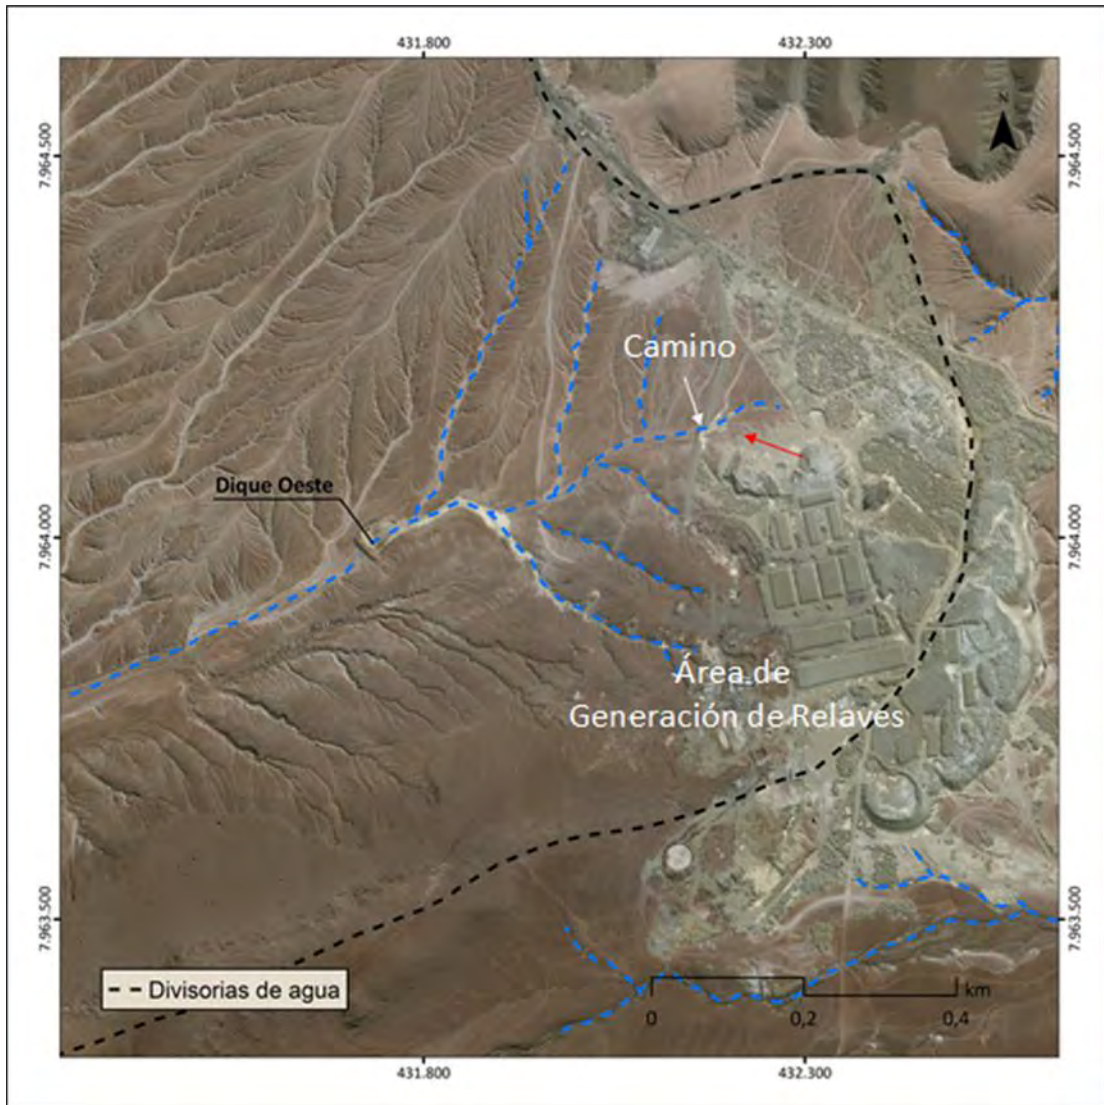 431.800
432.300
7.964.500
7.964.500
N
Camino
Dique Oeste
7.964.000
7.964.000
Área de
Generación de Relaves
7.963.500
7.963.500
Divisorias de agua
km
0
0,2
0,4
431.800
432.300